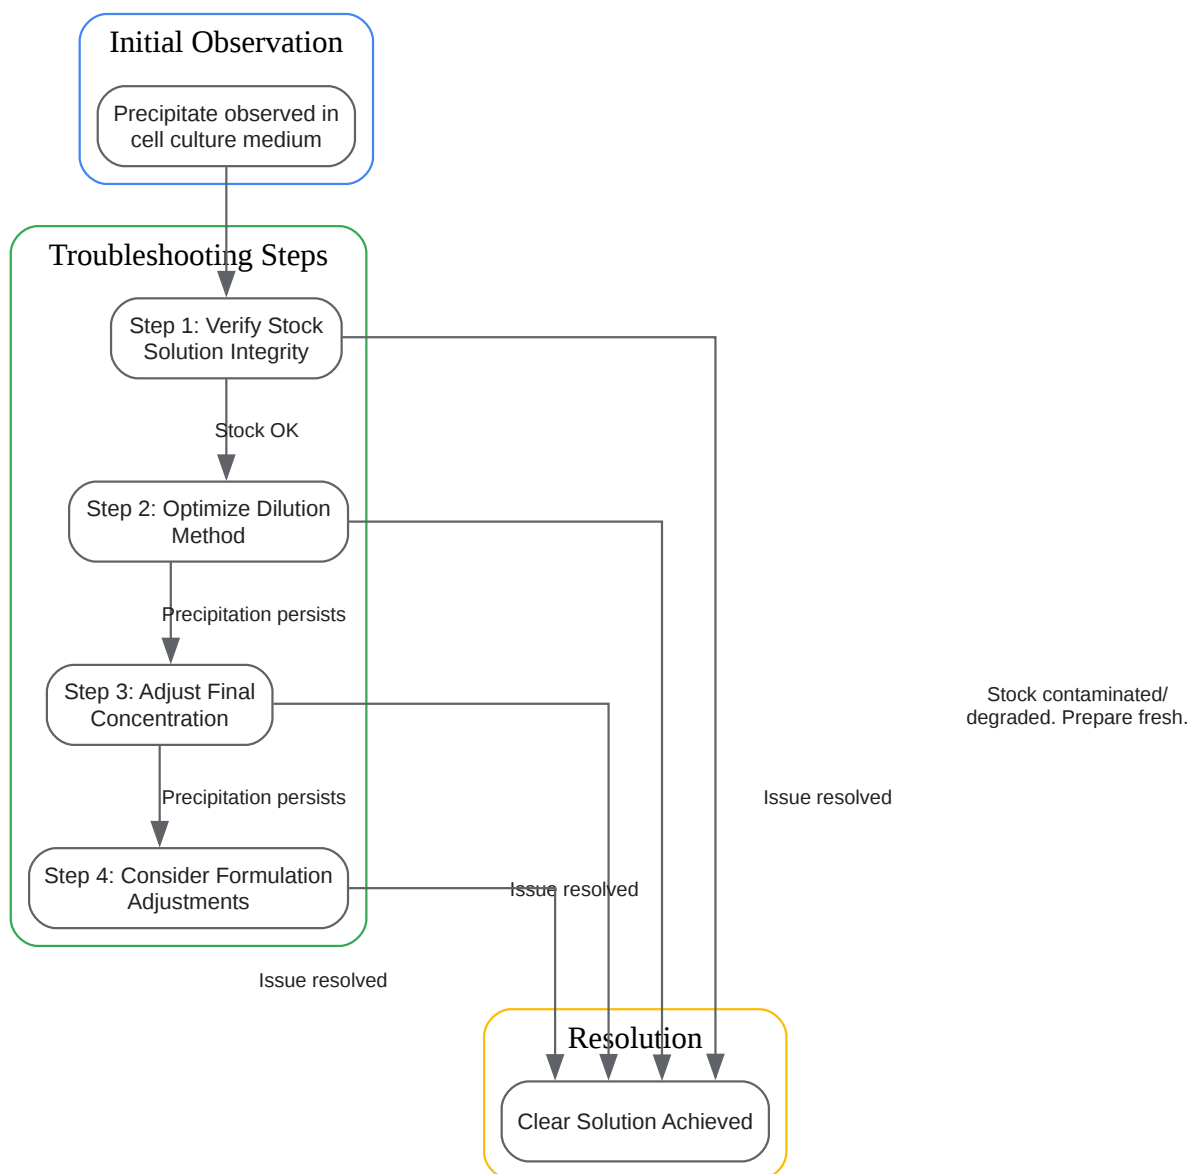 Initial Observation
Precipitate observed in
cell culture medium
Troubleshooting Steps
Step 1: Verify Stock
Solution Integrity
Stock OK
Step 2: Optimize Dilution
Method
Precipitation persists
Step 3: Adjust Final
Concentration
Stock contaminated/
degraded. Prepare fresh.
Precipitation persists
Issue resolved
Step 4: Consider Formulation
Adjustments
Issue resolved
Issue resolved
Resolution
Clear Solution Achieved